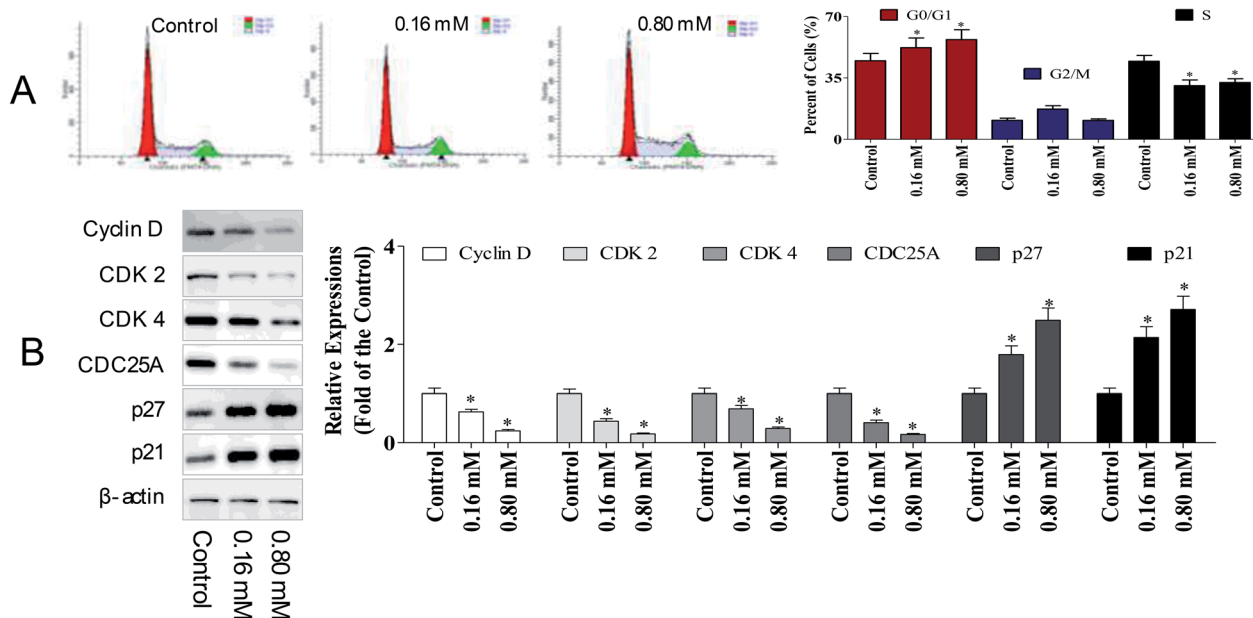 A
Control
0.16 mM
0.80 mM
Percent of Cells (%)
70
35
0
G0/G1
G2/M
S
*
*
*
*
Control
0.16 mM
0.80 mM
Control
0.16 mM
0.80 mM
Control
0.16 mM
0.80 mM
B
Cyclin D
CDK 2
CDK 4
CDC25A
p27
p21
β-actin
Control
0.16 mM
0.80 mM
Relative Expressions
(Fold of the Control)
4
2
0
Cyclin D
CDK 2
CDK 4
CDC25A
p27
p21
*
*
*
*
*
*
*
*
*
*
*
*
Control
0.16 mM
0.80 mM
Control
0.16 mM
0.80 mM
Control
0.16 mM
0.80 mM
Control
0.16 mM
0.80 mM
Control
0.16 mM
0.80 mM
Control
0.16 mM
0.80 mM